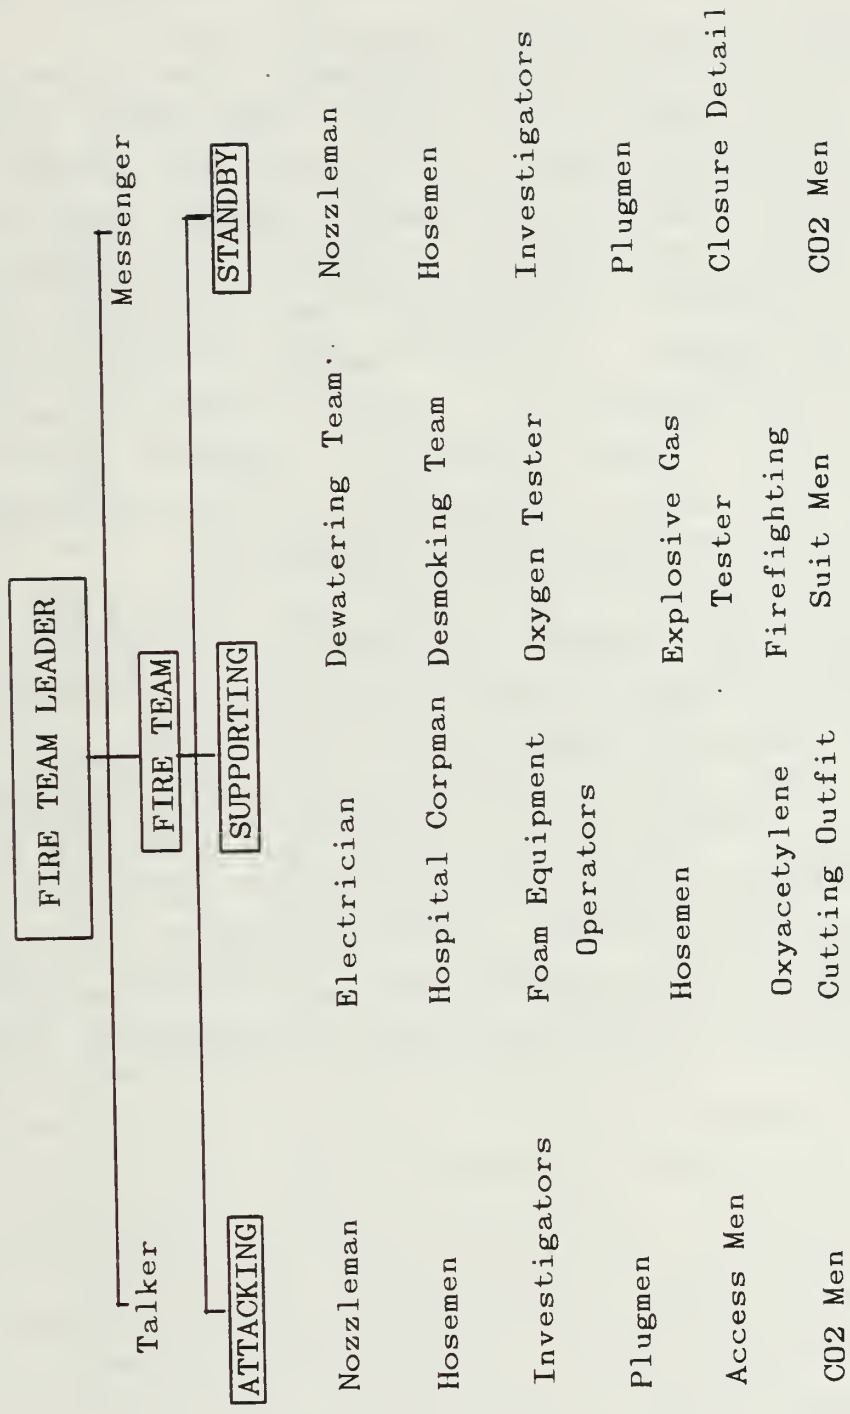 FIRE TEAM LEADER
Talker
Messenger
FIRE TEAM
ATTACKING
SUPPORTING
STANDBY
Nozzleman
Hosemen
Investigators
Plugmen
Access Men
CO2 Men
Electrician
Hospital Corpman
Foam Equipment
Operators
Hosemen
Oxyacetylene
Cutting Outfit
Dewatering Team
Desmoking Team
Oxygen Tester
Explosive Gas
Tester
Firefighting
Suit Men
Nozzleman
Hosemen
Investigators
Plugmen
Closure Detail
CO2 Men